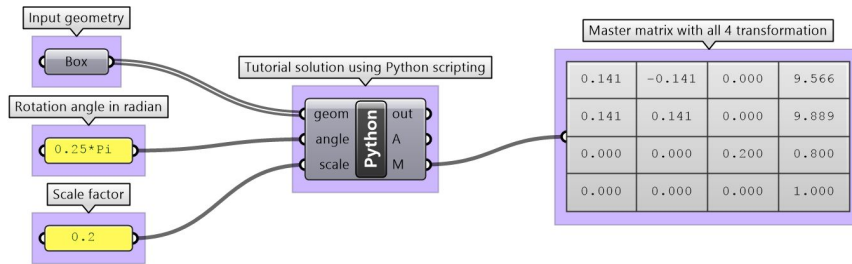 Input geometry
Box
Rotation angle in radian
0.25*Pi
Scale factor
0.2
Tutorial solution using Python scripting
geom Python out
angle A
scale M
Master matrix with all 4 transformation
0.141 -0.141 0.000 9.566
0.141 0.141 0.000 9.889
0.000 0.000 0.200 0.800
0.000 0.000 0.000 1.000